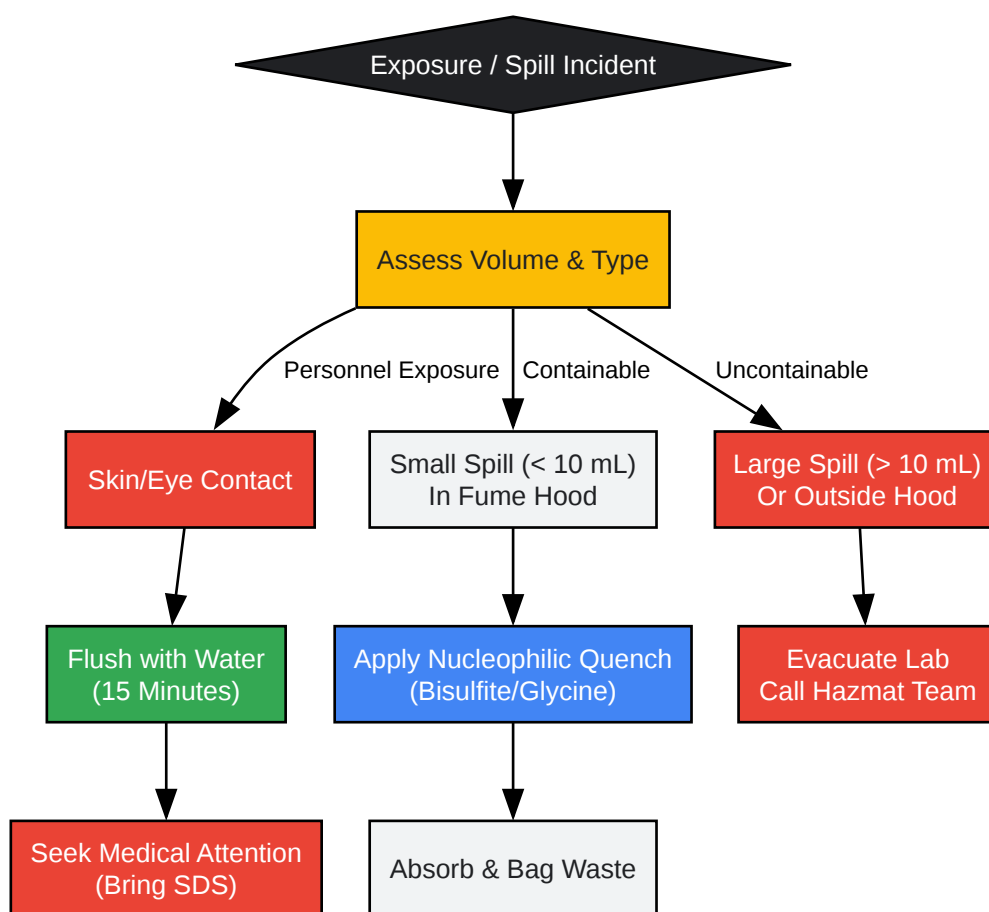 Exposure / Spill Incident
Assess Volume & Type
Personnel Exposure
Containable
Uncontainable
Skin/Eye Contact
Small Spill (< 10 mL)
In Fume Hood
Large Spill (> 10 mL)
Or Outside Hood
Flush with Water
(15 Minutes)
Apply Nucleophilic Quench
(Bisulfite/Glycine)
Evacuate Lab
Call Hazmat Team
Seek Medical Attention
(Bring SDS)
Absorb & Bag Waste